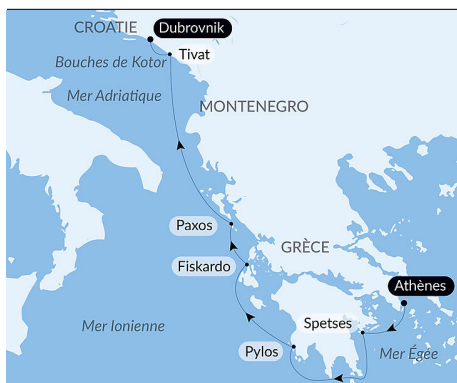 CROATIE
Dubrovnik
Tivat
Bouches de Kotor
Mer Adriatique
MONTENEGRO
Paxos
GRÈCE
Fiskardo
Athènes
Spetses
Mer Ionienne
Pylos
Mer Égée